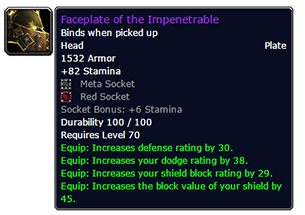 Faceplate of the Impenetrable
Binds when picked up
Head Plate
1532 Armor
+82 Stamina
Meta Socket
Red Socket
Socket Bonus: +6 Stamina
Durability 100 / 100
Requires Level 70
Equip: Increases defense rating by 30.
Equip: Increases your dodge rating by 38.
Equip: Increases your shield block rating by 29.
Equip: Increases the block value of your shield by
45.